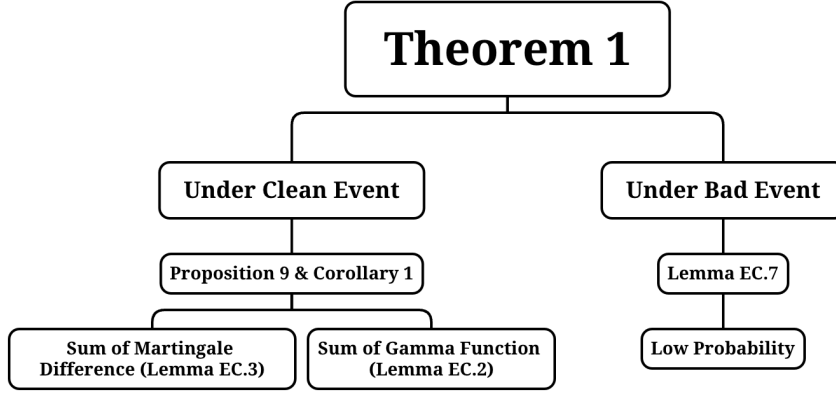 Theorem 1
Under Clean Event
Under Bad Event
Proposition 9 & Corollary 1
Lemma EC.7
Sum of Martingale
Difference (Lemma EC.3)
Sum of Gamma Function
(Lemma EC.2)
Low Probability